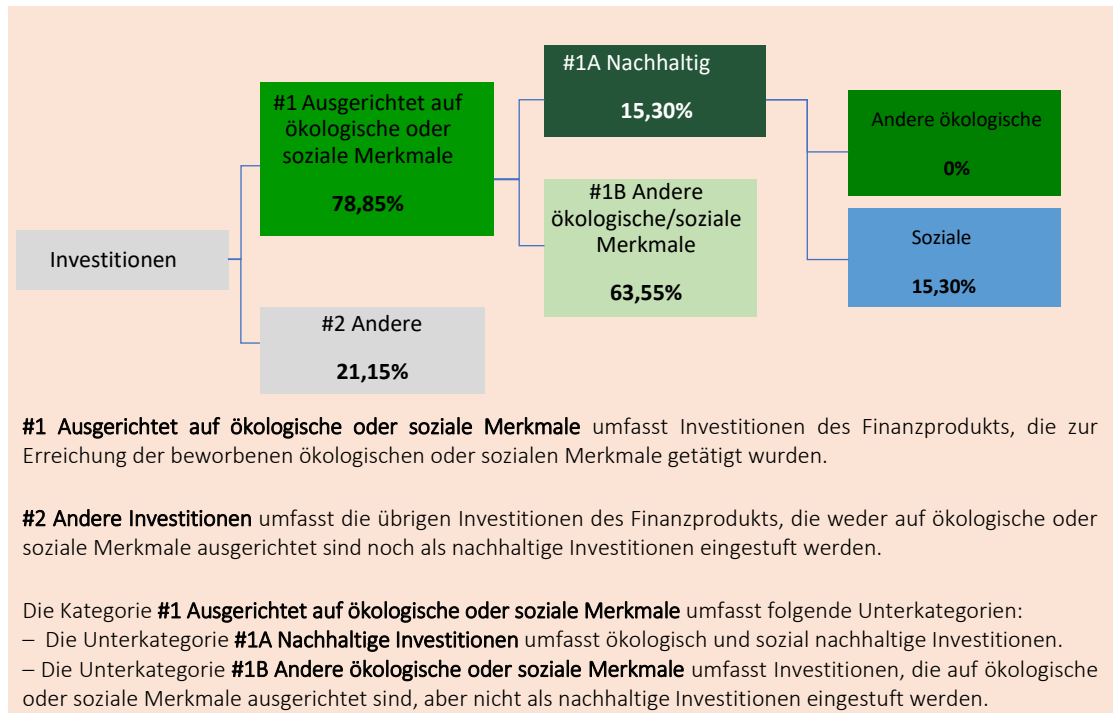 #1A Nachhaltig
15,30%
#1 Ausgerichtet auf
ökologische oder
soziale Merkmale
78,85%
Andere ökologische
0%
#1B Andere
ökologische/soziale
Merkmale
63,55%
Soziale
15,30%
Investitionen
#2 Andere
21,15%
#1 Ausgerichtet auf ökologische oder soziale Merkmale umfasst Investitionen des Finanzprodukts, die zur
Erreichung der beworbenen ökologischen oder sozialen Merkmale getätigt wurden.
#2 Andere Investitionen umfasst die übrigen Investitionen des Finanzprodukts, die weder auf ökologische oder
soziale Merkmale ausgerichtet sind noch als nachhaltige Investitionen eingestuft werden.
Die Kategorie #1 Ausgerichtet auf ökologische oder soziale Merkmale umfasst folgende Unterkategorien:
– Die Unterkategorie #1A Nachhaltige Investitionen umfasst ökologisch und sozial nachhaltige Investitionen.
– Die Unterkategorie #1B Andere ökologische oder soziale Merkmale umfasst Investitionen, die auf ökologische
oder soziale Merkmale ausgerichtet sind, aber nicht als nachhaltige Investitionen eingestuft werden.